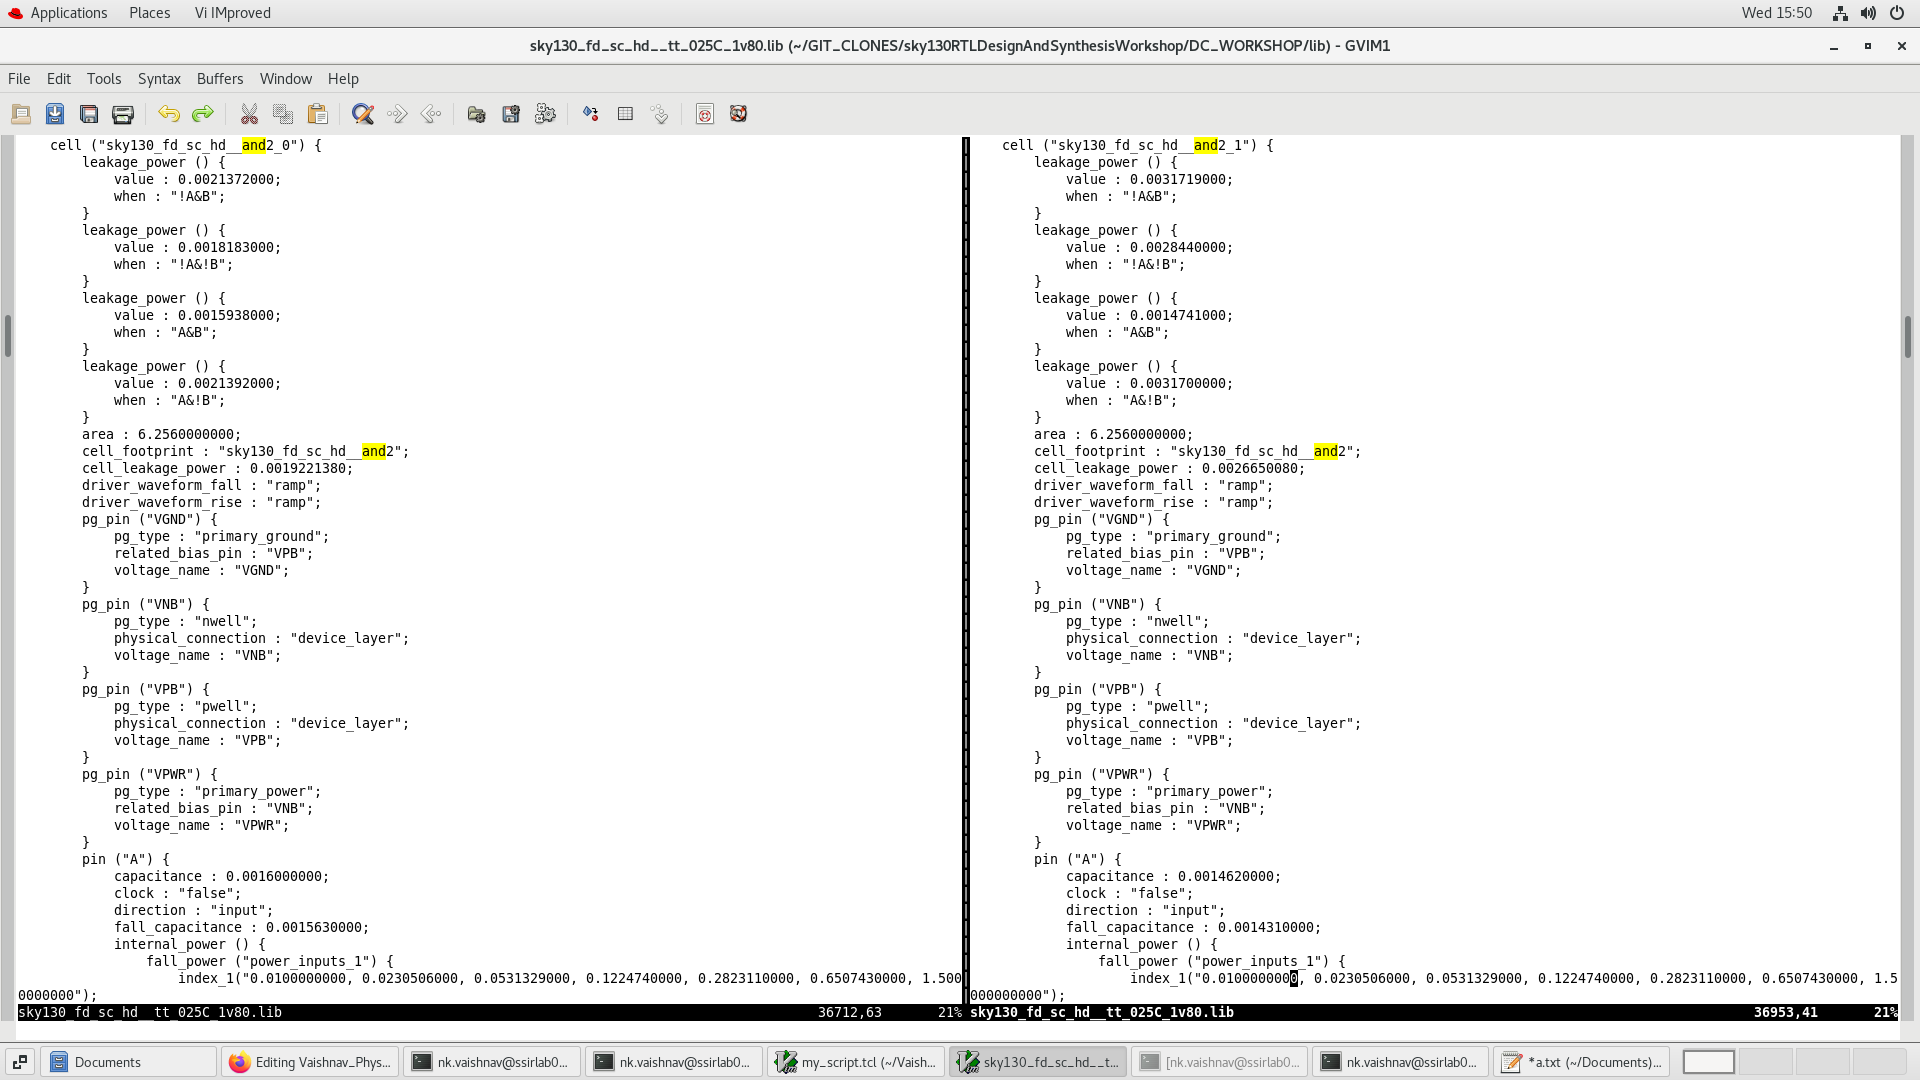 Applications Places Vi IMproved Wed 15:50
sky130_fd_sc_hd__tt_025C_1v80.lib (~/GIT_CLONES/sky130RTLDesignAndSynthesisWorkshop/DC_WORKSHOP/lib) - GVIM1
File Edit Tools Syntax Buffers Window Help
cell ("sky130_fd_sc_hd__and2_0") {
leakage_power () {
value : 0.0021372000;
when : "!A&B";
}
leakage_power () {
value : 0.0018183000;
when : "!A&!B";
}
leakage_power () {
value : 0.0015938000;
when : "A&B";
}
leakage_power () {
value : 0.0021392000;
when : "A&!B";
}
area : 6.2560000000;
cell_footprint : "sky130_fd_sc_hd__and2";
cell_leakage_power : 0.0019221380;
driver_waveform_fall : "ramp";
driver_waveform_rise : "ramp";
pg_pin ("VGND") {
pg_type : "primary_ground";
related_bias_pin : "VPB";
voltage_name : "VGND";
}
pg_pin ("VNB") {
pg_type : "nwell";
physical_connection : "device_layer";
voltage_name : "VNB";
}
pg_pin ("VPB") {
pg_type : "pwell";
physical_connection : "device_layer";
voltage_name : "VPB";
}
pg_pin ("VPWR") {
pg_type : "primary_power";
related_bias_pin : "VNB";
voltage_name : "VPWR";
}
pin ("A") {
capacitance : 0.0016000000;
clock : "false";
direction : "input";
fall_capacitance : 0.0015630000;
internal_power () {
fall_power ("power_inputs_1") {
index_1("0.0100000000, 0.0230506000, 0.0531329000, 0.1224740000, 0.2823110000, 0.6507430000, 1.500
0000000");
sky130_fd_sc_hd__tt_025C_1v80.lib 36712,63 21%
cell ("sky130_fd_sc_hd__and2_1") {
leakage_power () {
value : 0.0031719000;
when : "!A&B";
}
leakage_power () {
value : 0.0028440000;
when : "!A&!B";
}
leakage_power () {
value : 0.0014741000;
when : "A&B";
}
leakage_power () {
value : 0.0031700000;
when : "A&!B";
}
area : 6.2560000000;
cell_footprint : "sky130_fd_sc_hd__and2";
cell_leakage_power : 0.0026650080;
driver_waveform_fall : "ramp";
driver_waveform_rise : "ramp";
pg_pin ("VGND") {
pg_type : "primary_ground";
related_bias_pin : "VPB";
voltage_name : "VGND";
}
pg_pin ("VNB") {
pg_type : "nwell";
physical_connection : "device_layer";
voltage_name : "VNB";
}
pg_pin ("VPB") {
pg_type : "pwell";
physical_connection : "device_layer";
voltage_name : "VPB";
}
pg_pin ("VPWR") {
pg_type : "primary_power";
related_bias_pin : "VNB";
voltage_name : "VPWR";
}
pin ("A") {
capacitance : 0.0014620000;
clock : "false";
direction : "input";
fall_capacitance : 0.0014310000;
internal_power () {
fall_power ("power_inputs_1") {
index_1("0.0100000000, 0.0230506000, 0.0531329000, 0.1224740000, 0.2823110000, 0.6507430000, 1.5
000000000");
sky130_fd_sc_hd__tt_025C_1v80.lib 36953,41 21%
Documents Editing Vaishnav_Phys... nk.vaishnav@ssirlab0... nk.vaishnav@ssirlab0... my_script.tcl (~/Vaish... sky130_fd_sc_hd__t... [nk.vaishnav@ssirlab0... nk.vaishnav@ssirlab0... *a.txt (~/Documents)...